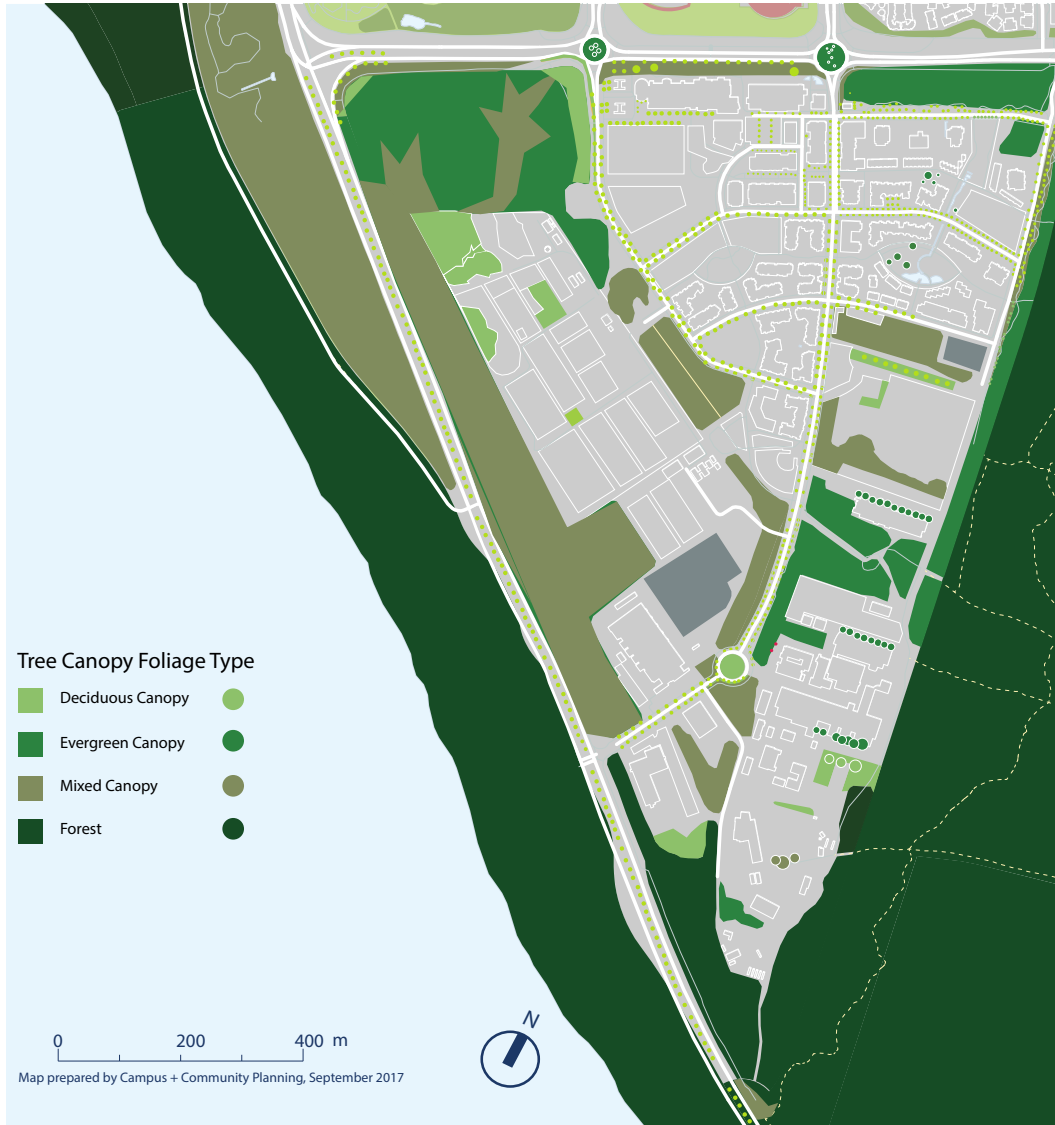 Tree Canopy Foliage Type
Deciduous Canopy
Evergreen Canopy
Mixed Canopy
Forest
N
0 200 400 m
Map prepared by Campus + Community Planning, September 2017